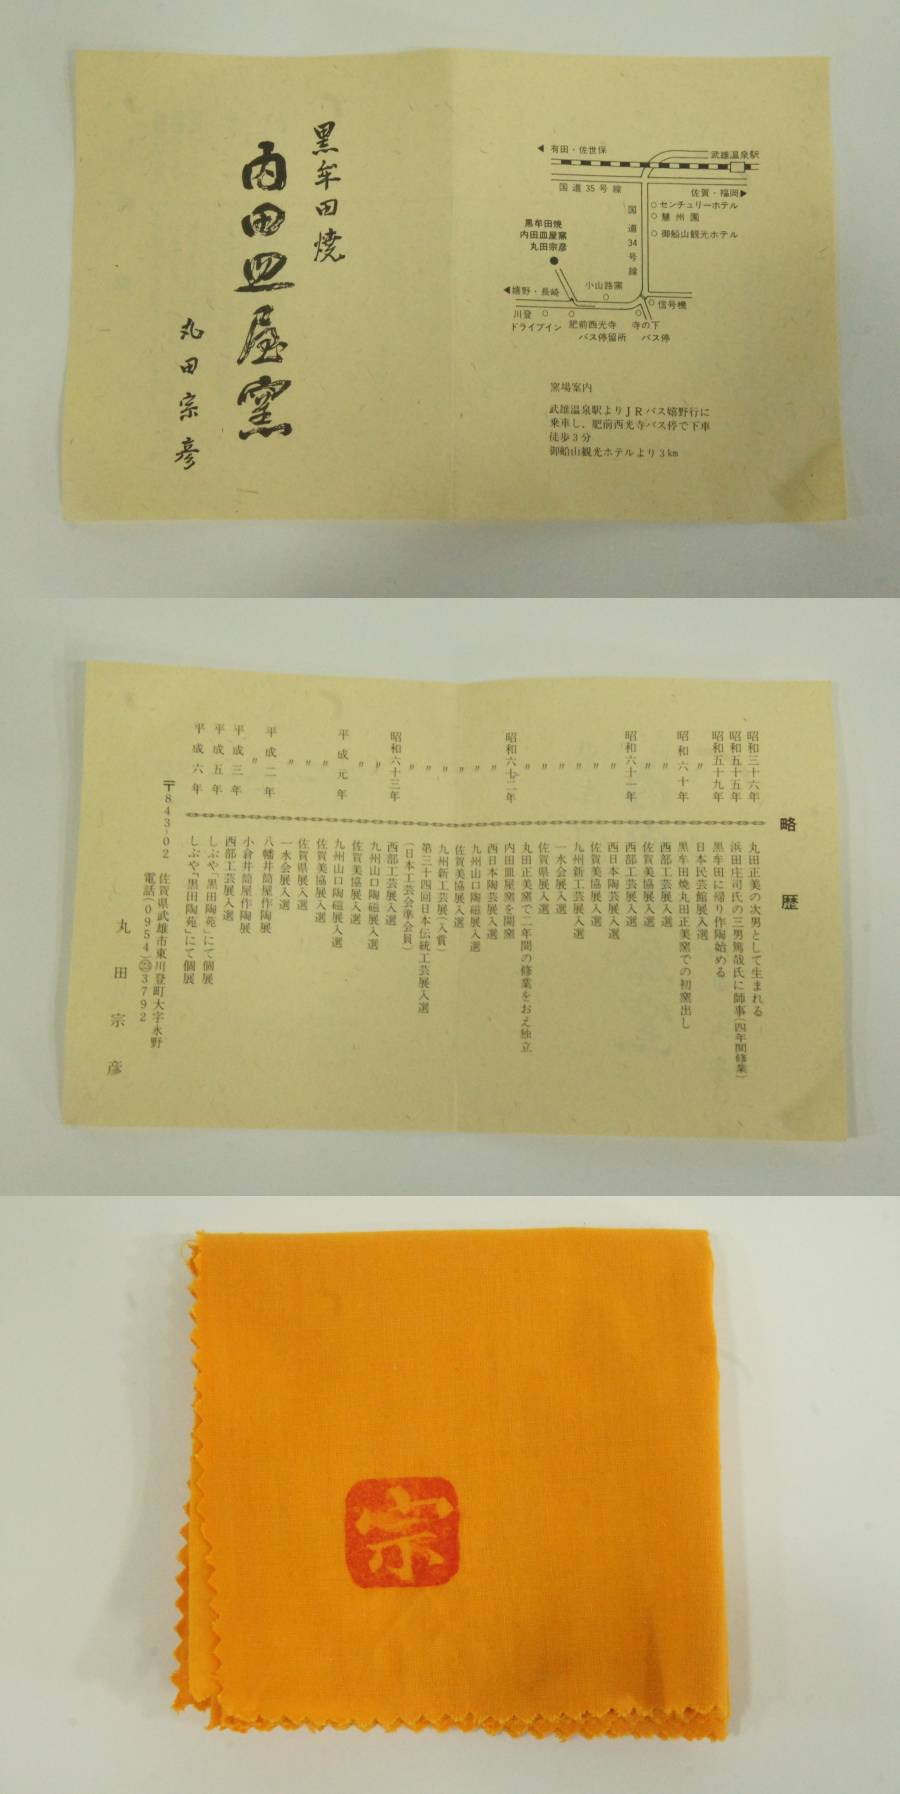 黒牟田焼
内田皿屋窯
丸田宗彦
◀有田・佐世保
武雄温泉駅
国道35号線
佐賀・福岡▶
センチュリーホテル
慧州園
御船山観光ホテル
国道34号線
黒牟田焼
内田皿屋窯
丸田宗彦
◀嬉野・長崎
小山路窯
信号機
川登
ドライブイン
肥前西光寺
バス停留所
寺の下
バス停
窯場案内
武雄温泉駅よりJRバス嬉野行に
乗車し、肥前西光寺バス停で下車
徒歩3分
御船山観光ホテルより3km
略歴
昭和三十六年 丸田正美の次男として生まれる
昭和五十五年 浜田庄司氏の三男篤哉氏に師事(四年間修業)
昭和五十九年 黒牟田に帰り作陶始める
〃 日本民芸館展入選
昭和六十年 黒牟田焼丸田正美窯での初窯出し
〃 西部工芸展入選
〃 佐賀美協展入選
昭和六十一年 西部工芸展入選
〃 西日本陶芸展入選
〃 佐賀美協展入選
〃 九州新工芸展入選
〃 一水会展入選
〃 佐賀県展入選
〃 丸田正美窯で二年間の修業をおえ独立
昭和六十二年 内田皿屋窯を開窯
〃 西日本陶芸展入選
〃 九州山口陶磁展入選
〃 佐賀美協展入選
〃 九州新工芸展(入賞)
〃 第三十四回日本伝統工芸展入選
〃 (日本工芸会準会員)
昭和六十三年 西部工芸展入選
〃 九州山口陶磁展入選
〃 佐賀美協展入選
平成元年 九州山口陶磁展入選
〃 佐賀美協展入選
〃 佐賀県展入選
〃 一水会展入選
平成二年 八幡井筒屋作陶展
〃 小倉井筒屋作陶展
平成三年 西部工芸展入選
平成五年 しぶや「黒田陶苑」にて個展
平成六年 しぶや「黒田陶苑」にて個展
〒843-02 佐賀県武雄市東川登町大字永野
電話(0954)㉓3792
丸田宗彦
宗